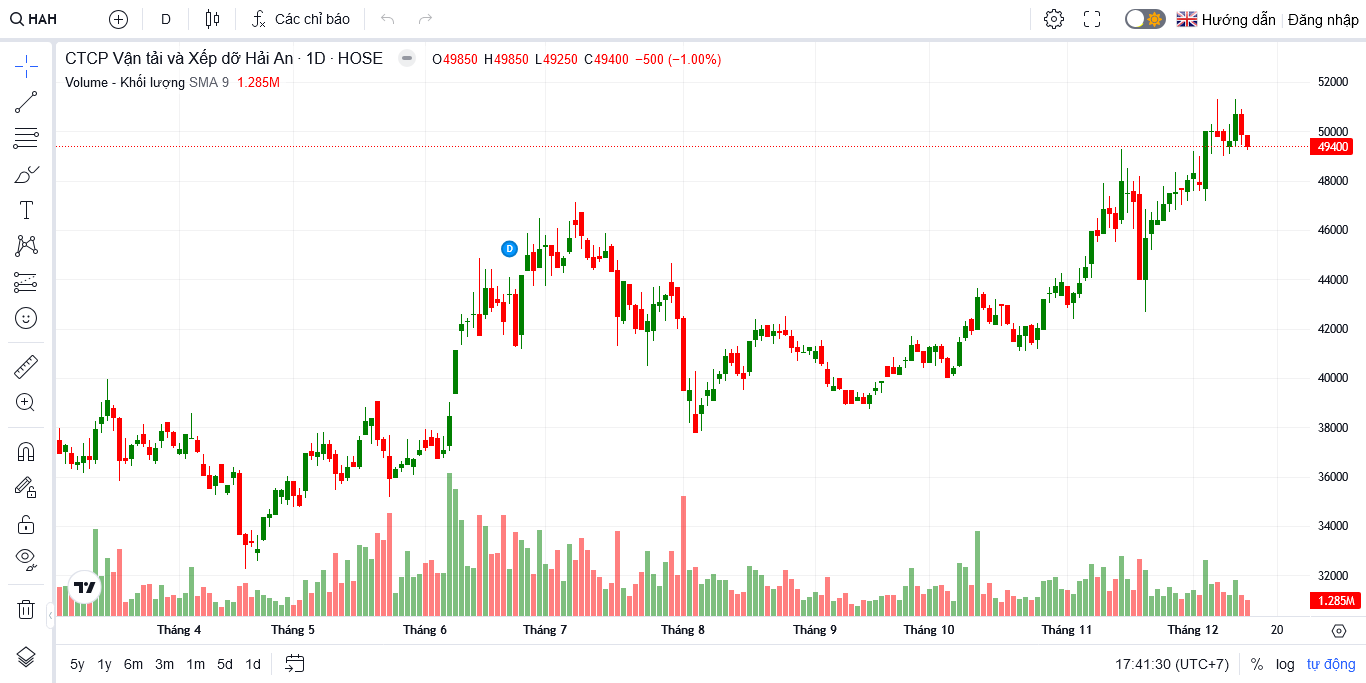 HAH D Các chỉ báo Hướng dẫn Đăng nhập
CTCP Vận tải và Xếp dỡ Hải An · 1D · HOSE O49850 H49850 L49250 C49400 −500 (−1.00%)
Volume - Khối lượng SMA 9 1.285M
52000
50000
49400
48000
46000
D
44000
42000
40000
38000
36000
34000
32000
1.285M
Tháng 4 Tháng 5 Tháng 6 Tháng 7 Tháng 8 Tháng 9 Tháng 10 Tháng 11 Tháng 12 20
5y 1y 6m 3m 1m 5d 1d 17:41:30 (UTC+7) % log tự động